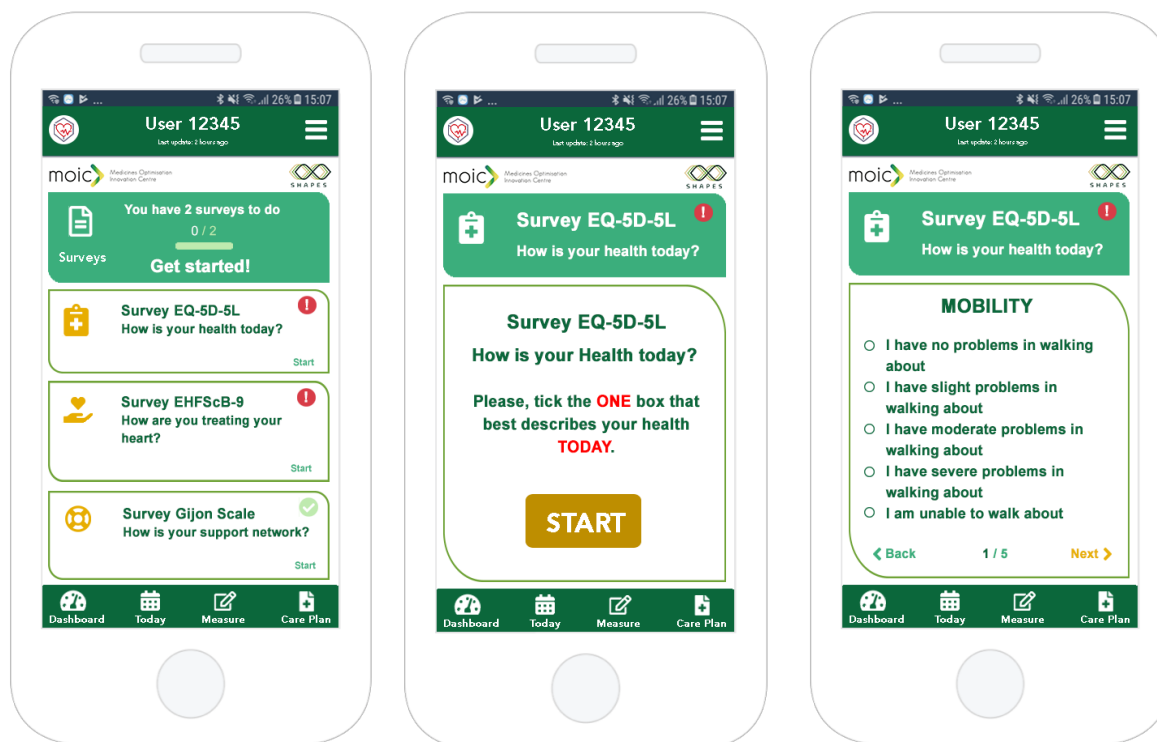 ... 26% 15:07
User 12345
Last update: 2 hours ago
moic Medicines Optimisation
Innovation Centre
SHAPES
You have 2 surveys to do
0 / 2
Surveys
Get started!
Survey EQ-5D-5L
How is your health today?
Start
Survey EHFScB-9
How are you treating your
heart?
Start
Survey Gijon Scale
How is your support network?
Start
Dashboard Today Measure Care Plan
... 26% 15:07
User 12345
Last update: 2 hours ago
moic Medicines Optimisation
Innovation Centre
SHAPES
Survey EQ-5D-5L
How is your health today?
Survey EQ-5D-5L
How is your Health today?
Please, tick the ONE box that
best describes your health
TODAY.
START
Dashboard Today Measure Care Plan
... 26% 15:07
User 12345
Last update: 2 hours ago
moic Medicines Optimisation
Innovation Centre
SHAPES
Survey EQ-5D-5L
How is your health today?
MOBILITY
I have no problems in walking
about
I have slight problems in
walking about
I have moderate problems in
walking about
I have severe problems in
walking about
I am unable to walk about
Back 1 / 5 Next
Dashboard Today Measure Care Plan